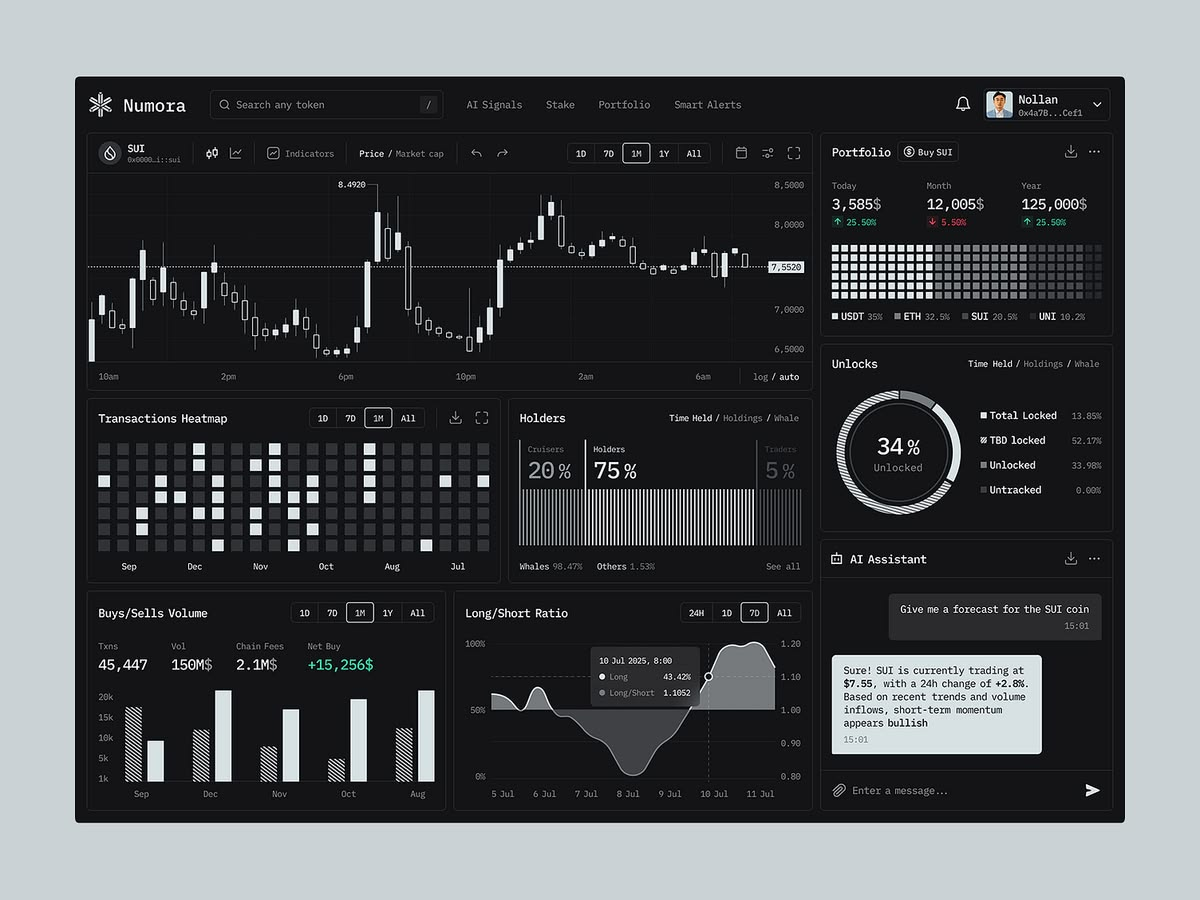 Numora
Search any token /
AI Signals Stake Portfolio Smart Alerts
Nollan
0x4a7B...Cef1
SUI
0x0000…i::sui
Indicators
Price / Market cap
1D 7D 1M 1Y All
8.4920
8,5000
8,0000
7,5520
7,0000
6,5000
10am 2pm 6pm 10pm 2am 6am
log / auto
Portfolio
Buy SUI
Today Month Year
3,585$ 12,005$ 125,000$
25.50% 5.50% 25.50%
USDT 35% ETH 32.5% SUI 20.5% UNI 10.2%
Transactions Heatmap
1D 7D 1M All
Sep Dec Nov Oct Aug Jul
Holders
Time Held / Holdings / Whale
Cruisers Holders Traders
20% 75% 5%
Whales 98.47% Others 1.53% See all
Unlocks
Time Held / Holdings / Whale
34%
Unlocked
Total Locked 13.85%
TBD locked 52.17%
Unlocked 33.98%
Untracked 0.00%
Buys/Sells Volume
1D 7D 1M 1Y All
Txns Vol Chain Fees Net Buy
45,447 150M$ 2.1M$ +15,256$
20k
15k
10k
5k
1k
Sep Dec Nov Oct Aug
Long/Short Ratio
24H 1D 7D All
100%
50%
0%
10 Jul 2025, 8:00
Long 43.42%
Long/Short 1.1052
1.20
1.10
1.00
0.90
0.80
5 Jul 6 Jul 7 Jul 8 Jul 9 Jul 10 Jul 11 Jul
AI Assistant
Give me a forecast for the SUI coin
15:01
Sure! SUI is currently trading at
$7.55, with a 24h change of +2.8%.
Based on recent trends and volume
inflows, short-term momentum
appears bullish
15:01
Enter a message...